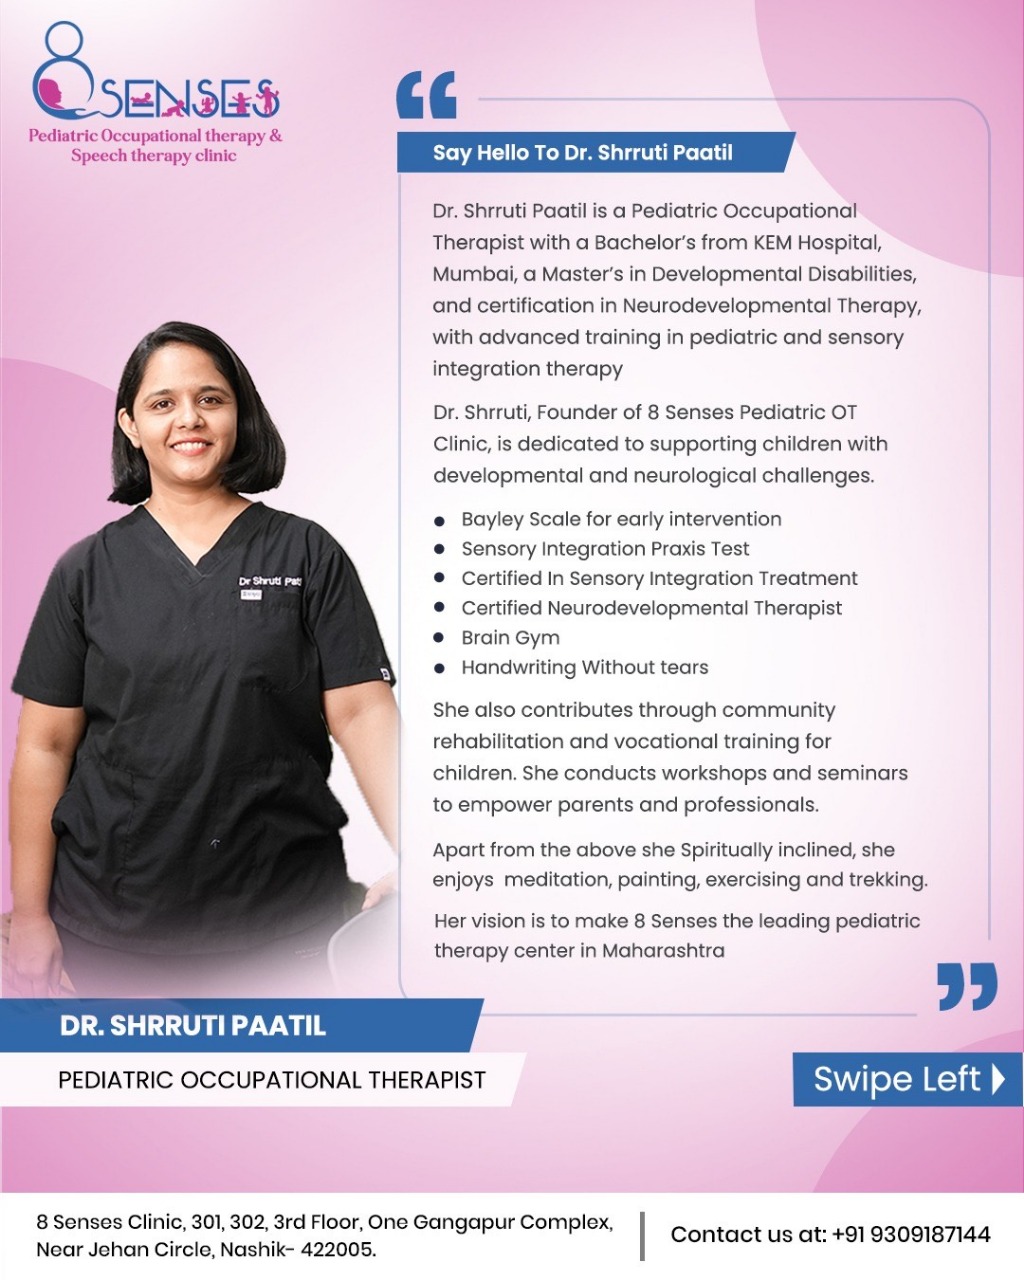 8 SENSES
Pediatric Occupational therapy &
Speech therapy clinic
Say Hello To Dr. Shrruti Paatil
Dr. Shrruti Paatil is a Pediatric Occupational
Therapist with a Bachelor's from KEM Hospital,
Mumbai, a Master's in Developmental Disabilities,
and certification in Neurodevelopmental Therapy,
with advanced training in pediatric and sensory
integration therapy
Dr. Shrruti, Founder of 8 Senses Pediatric OT
Clinic, is dedicated to supporting children with
developmental and neurological challenges.
Bayley Scale for early intervention
Sensory Integration Praxis Test
Certified In Sensory Integration Treatment
Certified Neurodevelopmental Therapist
Brain Gym
Handwriting Without tears
She also contributes through community
rehabilitation and vocational training for
children. She conducts workshops and seminars
to empower parents and professionals.
Apart from the above she Spiritually inclined, she
enjoys meditation, painting, exercising and trekking.
Her vision is to make 8 Senses the leading pediatric
therapy center in Maharashtra
Dr Shruti
DR. SHRRUTI PAATIL
PEDIATRIC OCCUPATIONAL THERAPIST
Swipe Left
8 Senses Clinic, 301, 302, 3rd Floor, One Gangapur Complex,
Near Jehan Circle, Nashik- 422005.
Contact us at: +91 9309187144